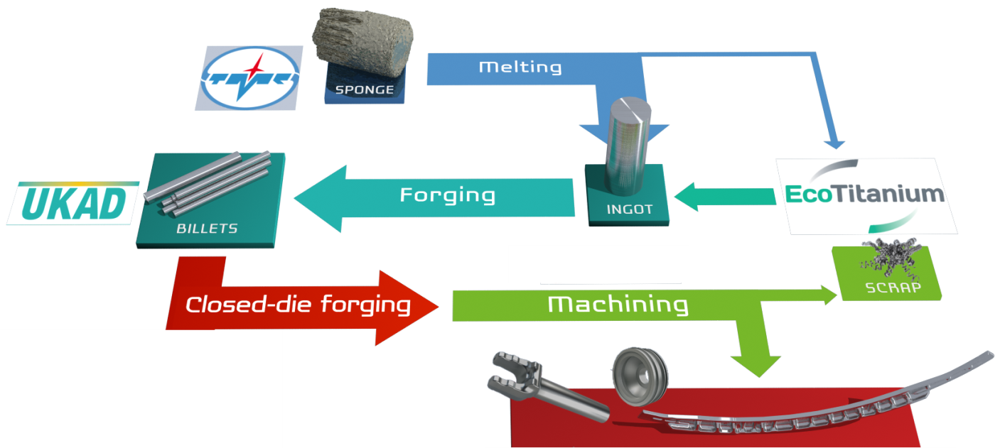 SPONGE
Melting
UKAD
BILLETS
Forging
INGOT
EcoTitanium
Closed-die forging
Machining
SCRAP